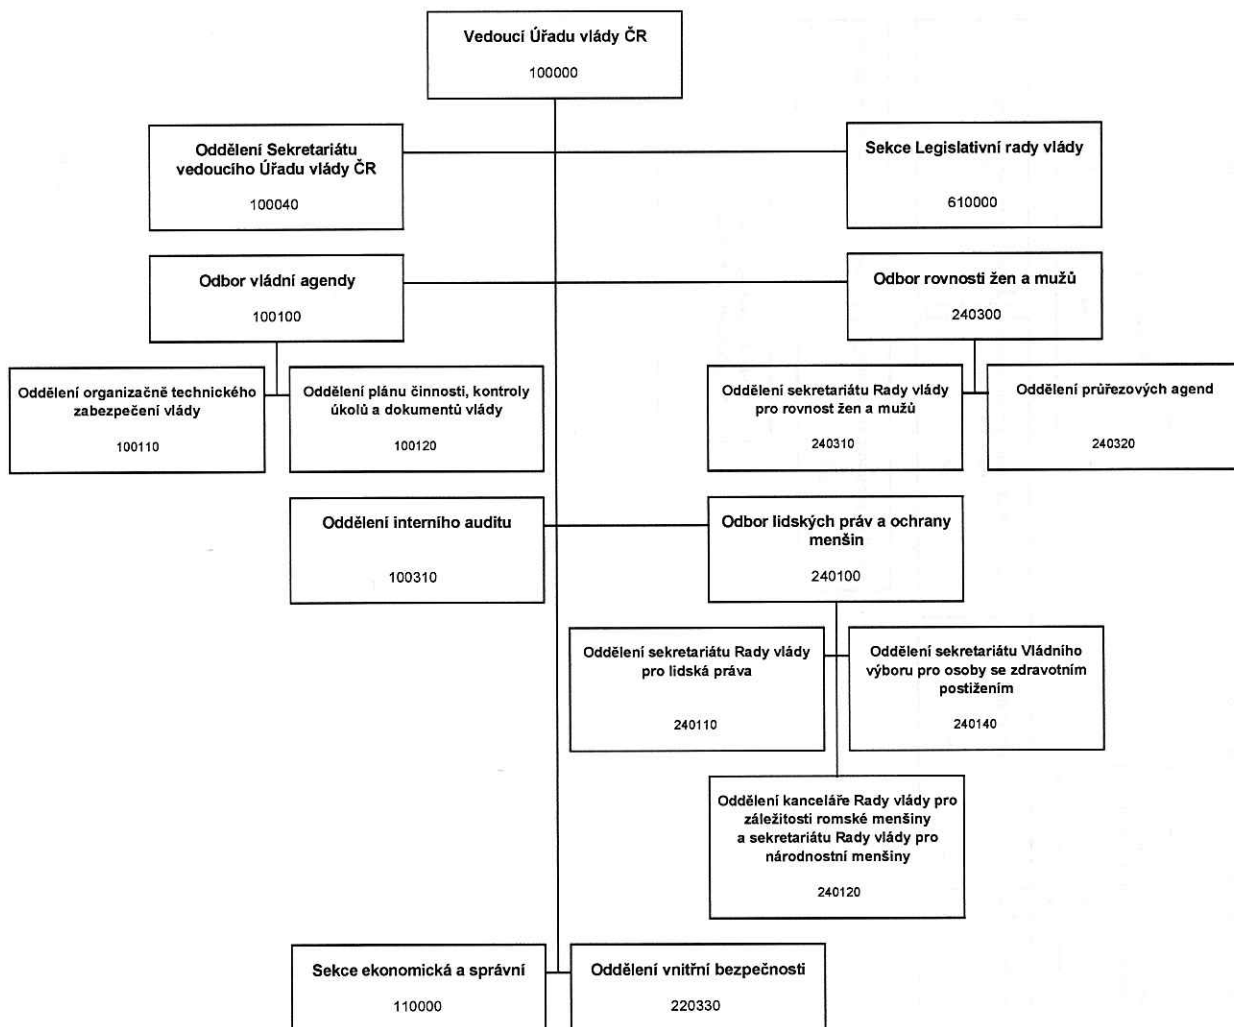 Vedoucí Úřadu vlády ČR
100000
Oddělení Sekretariátu
vedoucího Úřadu vlády ČR
100040
Sekce Legislativní rady vlády
610000
Odbor vládní agendy
100100
Odbor rovnosti žen a mužů
240300
Oddělení organizačně technického
zabezpečení vlády
100110
Oddělení plánu činnosti, kontroly
úkolů a dokumentů vlády
100120
Oddělení sekretariátu Rady vlády
pro rovnost žen a mužů
240310
Oddělení průřezových agend
240320
Oddělení interního auditu
100310
Odbor lidských práv a ochrany
menšin
240100
Oddělení sekretariátu Rady vlády
pro lidská práva
240110
Oddělení sekretariátu Vládního
výboru pro osoby se zdravotním
postižením
240140
Oddělení kanceláře Rady vlády pro
záležitosti romské menšiny
a sekretariátu Rady vlády pro
národnostní menšiny
240120
Sekce ekonomická a správní
110000
Oddělení vnitřní bezpečnosti
220330